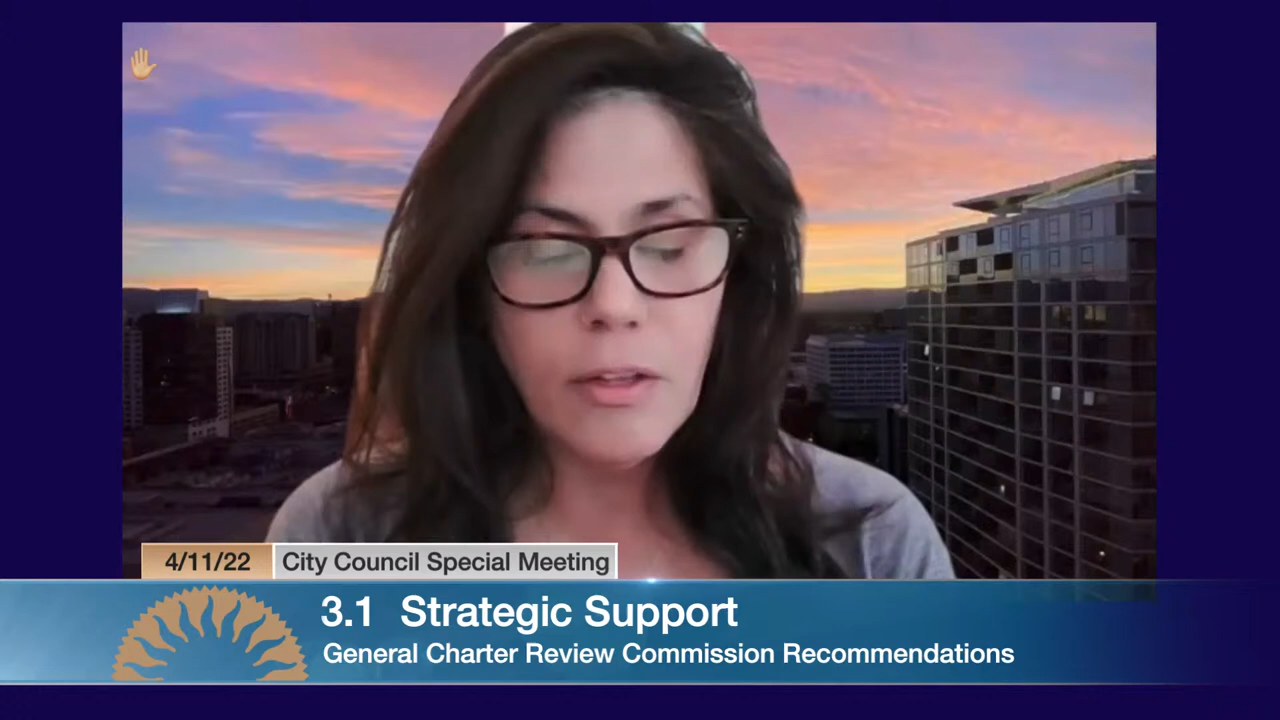 4/11/22
City Council Special Meeting
3.1 Strategic Support
General Charter Review Commission Recommendations